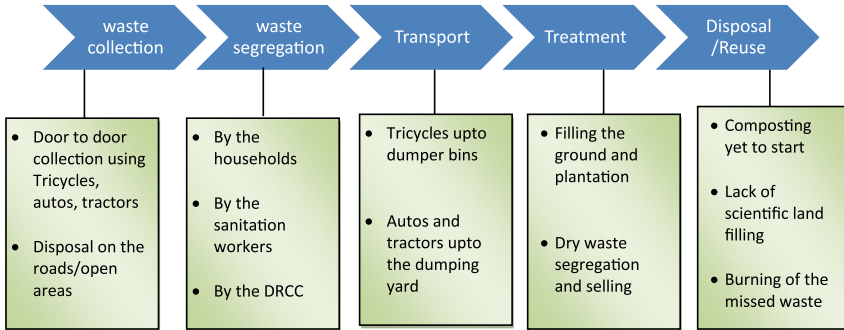 waste
collection
waste
segregation
Transport
Treatment
Disposal
/Reuse
• Door to door
collection using
Tricycles,
autos, tractors
• Disposal on the
roads/open
areas
• By the
households
• By the
sanitation
workers
• By the DRCC
• Tricycles upto
dumper bins
• Autos and
tractors upto
the dumping
yard
• Filling the
ground and
plantation
• Dry waste
segregation
and selling
• Composting
yet to start
• Lack of
scientific land
filling
• Burning of the
missed waste